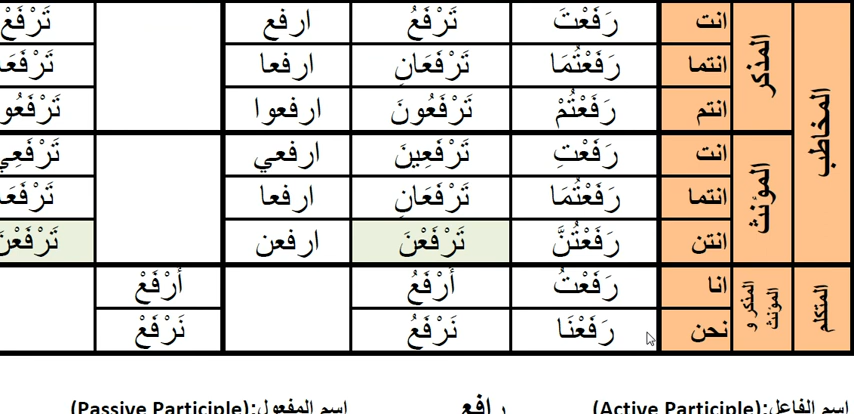 المخاطب المذكر انت رَفَعْتَ تَرْفَعُ ارفع تَرْفَعْ
انتما رَفَعْتُمَا تَرْفَعَانِ ارفعا تَرْفَعَ
انتم رَفَعْتُمْ تَرْفَعُونَ ارفعوا تَرْفَعُو
المؤنث انت رَفَعْتِ تَرْفَعِينَ ارفعي تَرْفَعِي
انتما رَفَعْتُمَا تَرْفَعَانِ ارفعا تَرْفَعَ
انتن رَفَعْتُنَّ تَرْفَعْنَ ارفعن تَرْفَعْنَ
المتكلم المذكر و المؤنث انا رَفَعْتُ أَرْفَعُ أَرْفَعْ
نحن رَفَعْنَا نَرْفَعُ نَرْفَعْ
اسم الفاعل:(Active Participle) رافع اسم المفعول:(Passive Participle)